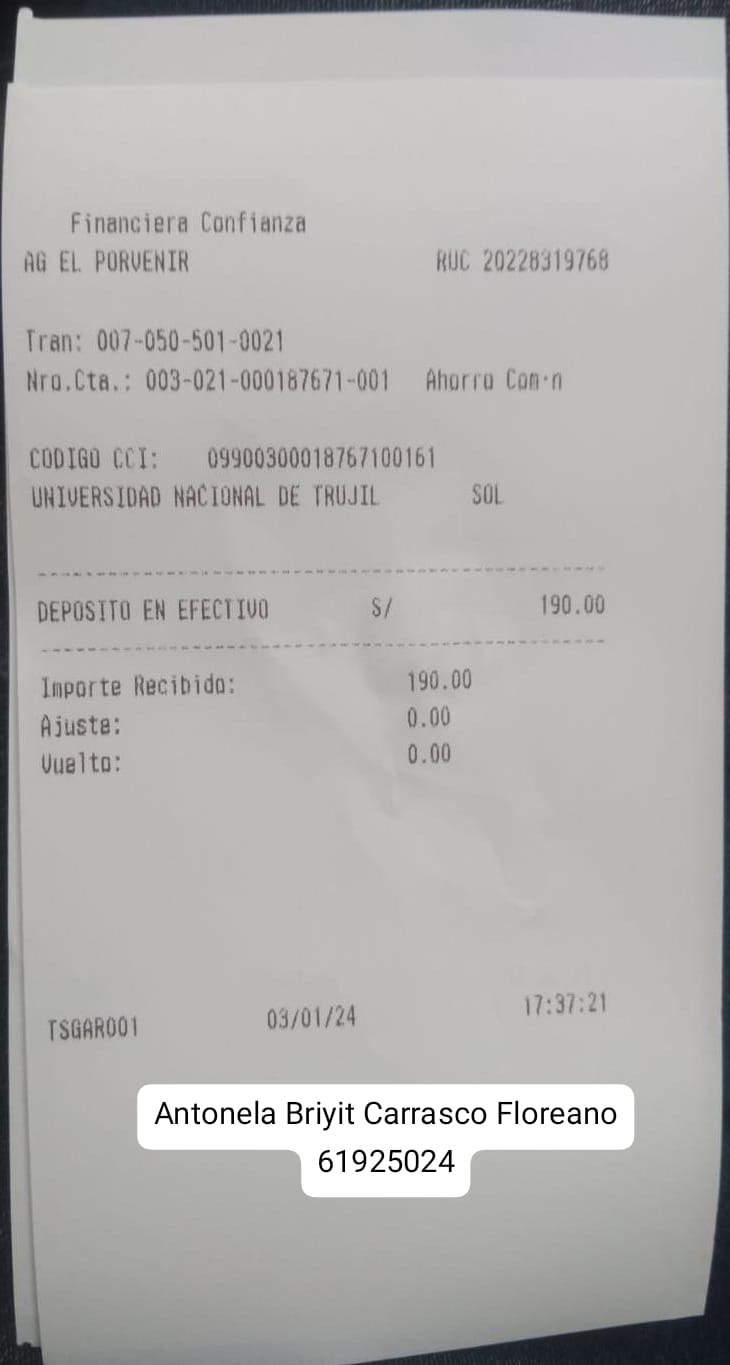 Financiera Confianza
AG EL PORVENIR RUC 20228319768
Tran: 007-050-501-0021
Nro.Cta.: 003-021-000187671-001 Ahorro Com·n
CODIGO CCI: 09900300018767100161
UNIVERSIDAD NACIONAL DE TRUJIL SOL
DEPOSITO EN EFECTIVO S/ 190.00
Importe Recibido: 190.00
Ajuste: 0.00
Vuelto: 0.00
TSGAR001 03/01/24 17:37:21
Antonela Briyit Carrasco Floreano
61925024